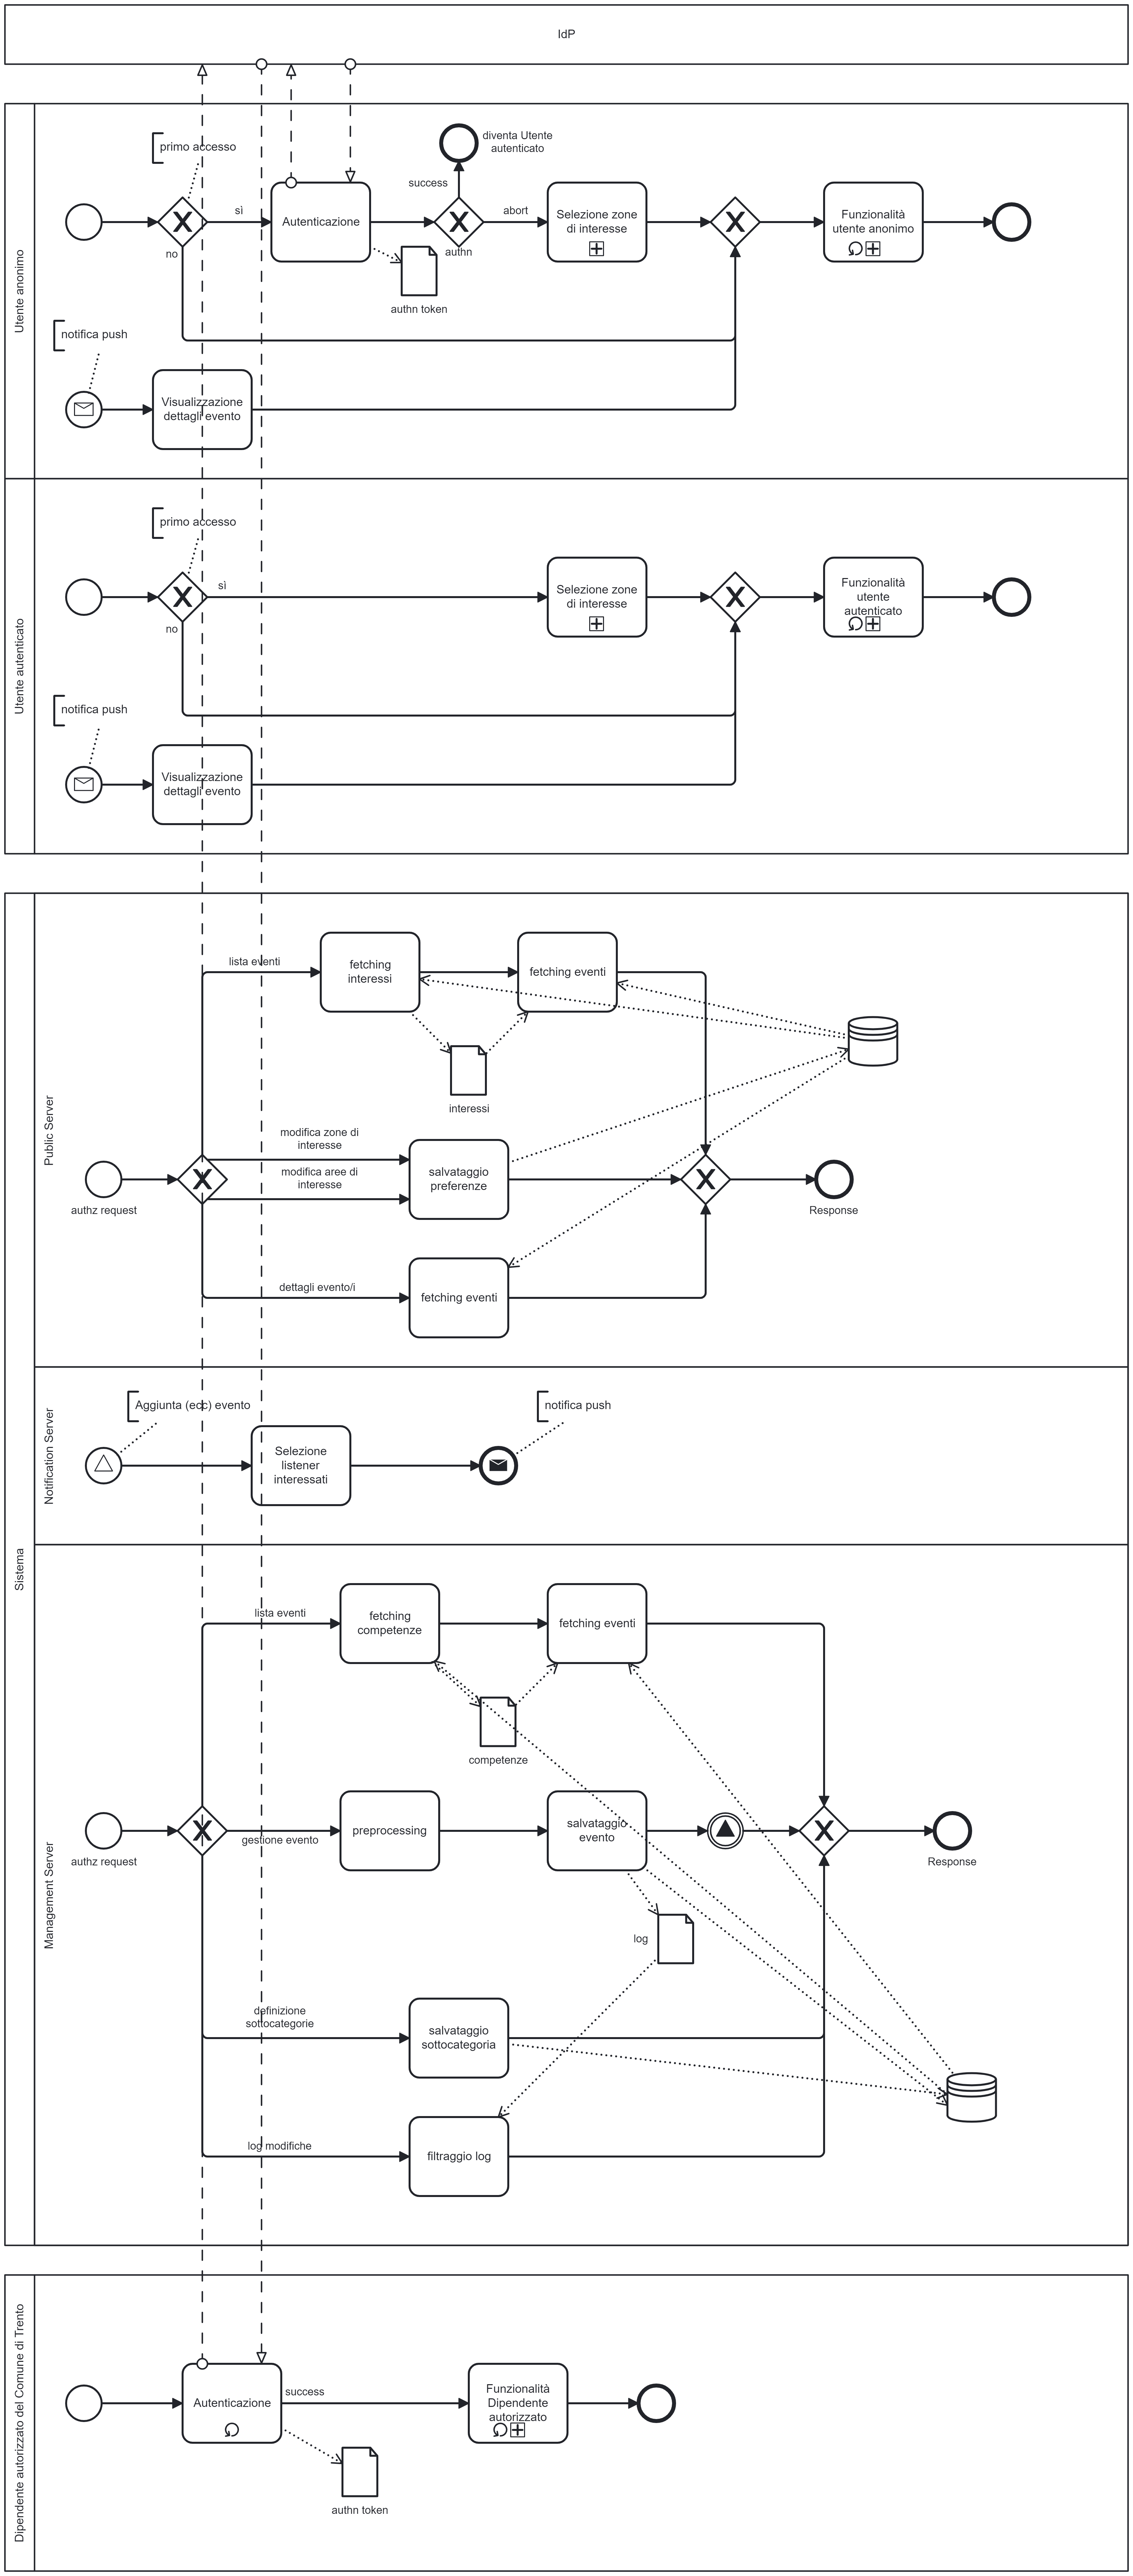 IdP
Utente anonimo
primo accesso
sì
no
Autenticazione
authn token
success
diventa Utente
autenticato
authn
abort
Selezione zone
di interesse
Funzionalità
utente anonimo
notifica push
Visualizzazione
dettagli evento
Utente autenticato
primo accesso
sì
no
Selezione zone
di interesse
Funzionalità
utente
autenticato
notifica push
Visualizzazione
dettagli evento
Sistema
Public Server
lista eventi
fetching
interessi
fetching eventi
interessi
authz request
modifica zone di
interesse
modifica aree di
interesse
salvataggio
preferenze
Response
dettagli evento/i
fetching eventi
Notification Server
Aggiunta (ecc) evento
Selezione
listener
interessati
notifica push
Management Server
lista eventi
fetching
competenze
fetching eventi
competenze
authz request
gestione evento
preprocessing
salvataggio
evento
Response
log
definizione
sottocategorie
salvataggio
sottocategoria
log modifiche
filtraggio log
Dipendente autorizzato del Comune di Trento
Autenticazione
success
authn token
Funzionalità
Dipendente
autorizzato